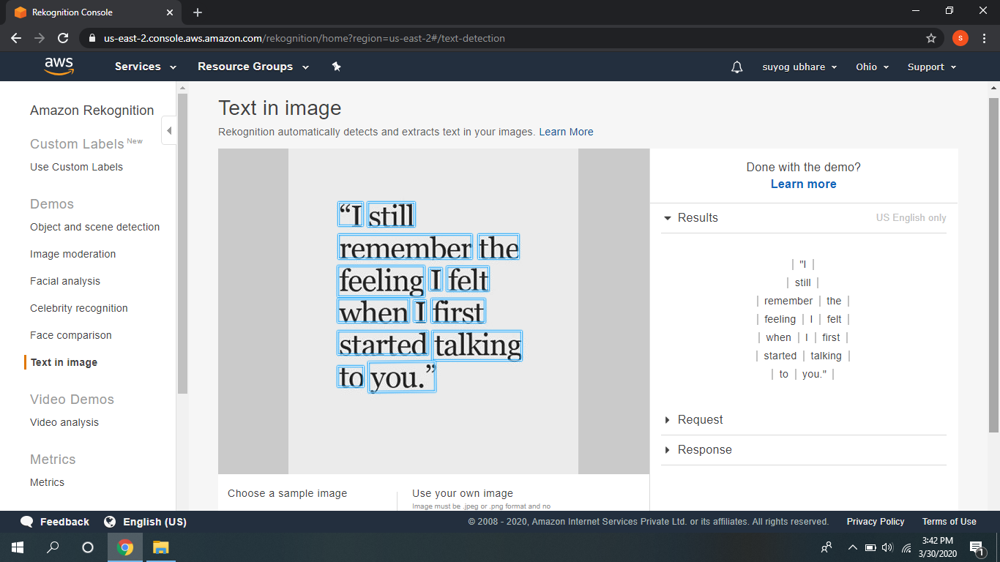 Rekognition Console
us-east-2.console.aws.amazon.com/rekognition/home?region=us-east-2#/text-detection
s
aws
Services
Resource Groups
suyog ubhare
Ohio
Support
Amazon Rekognition
Custom Labels New
Use Custom Labels
Demos
Object and scene detection
Image moderation
Facial analysis
Celebrity recognition
Face comparison
Text in image
Video Demos
Video analysis
Metrics
Metrics
Text in image
Rekognition automatically detects and extracts text in your images. Learn More
“I still
remember the
feeling I felt
when I first
started talking
to you.”
Choose a sample image
Use your own image
Image must be .jpeg or .png format and no
Done with the demo?
Learn more
Results
US English only
| "I |
| still |
| remember | the |
| feeling | I | felt |
| when | I | first |
| started | talking |
| to | you." |
Request
Response
Feedback
English (US)
© 2008 - 2020, Amazon Internet Services Private Ltd. or its affiliates. All rights reserved.
Privacy Policy
Terms of Use
3:42 PM
3/30/2020
1